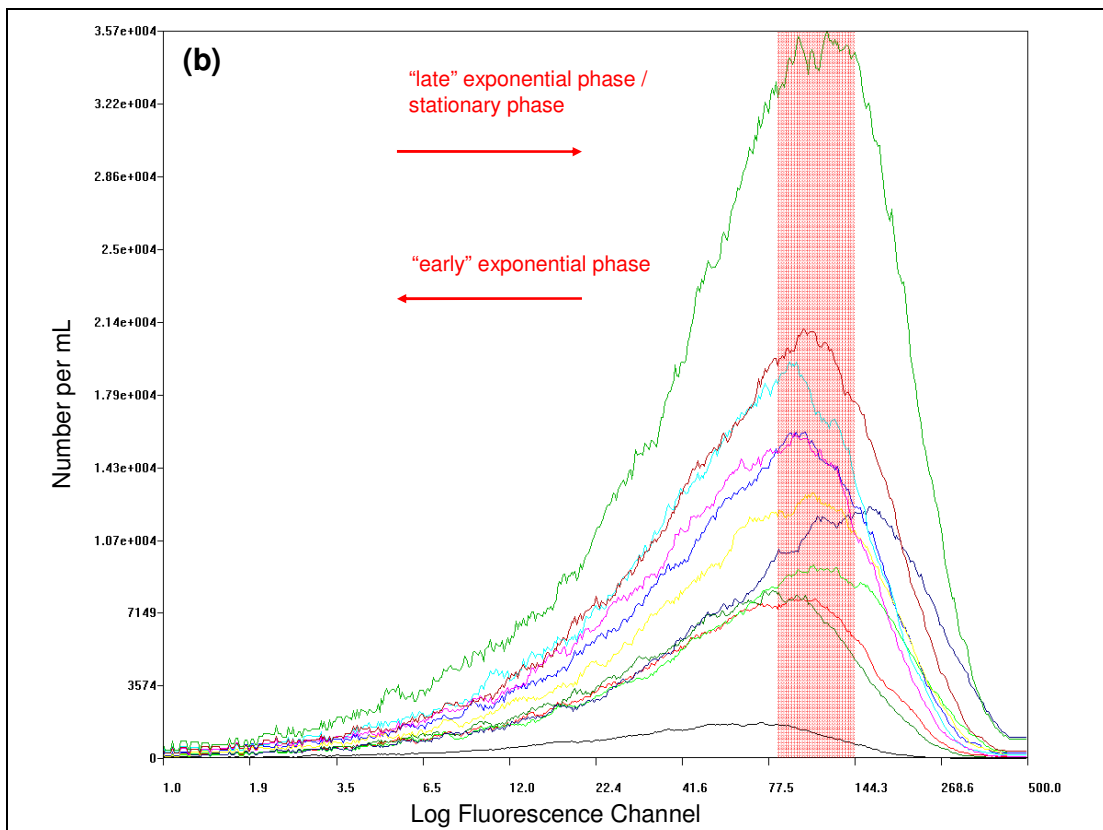 (b)
“late” exponential phase /
stationary phase
“early” exponential phase
Number per mL
3.57e+004
3.22e+004
2.86e+004
2.5e+004
2.14e+004
1.79e+004
1.43e+004
1.07e+004
7149
3574
0
1.0 1.9 3.5 6.5 12.0 22.4 41.6 77.5 144.3 268.6 500.0
Log Fluorescence Channel